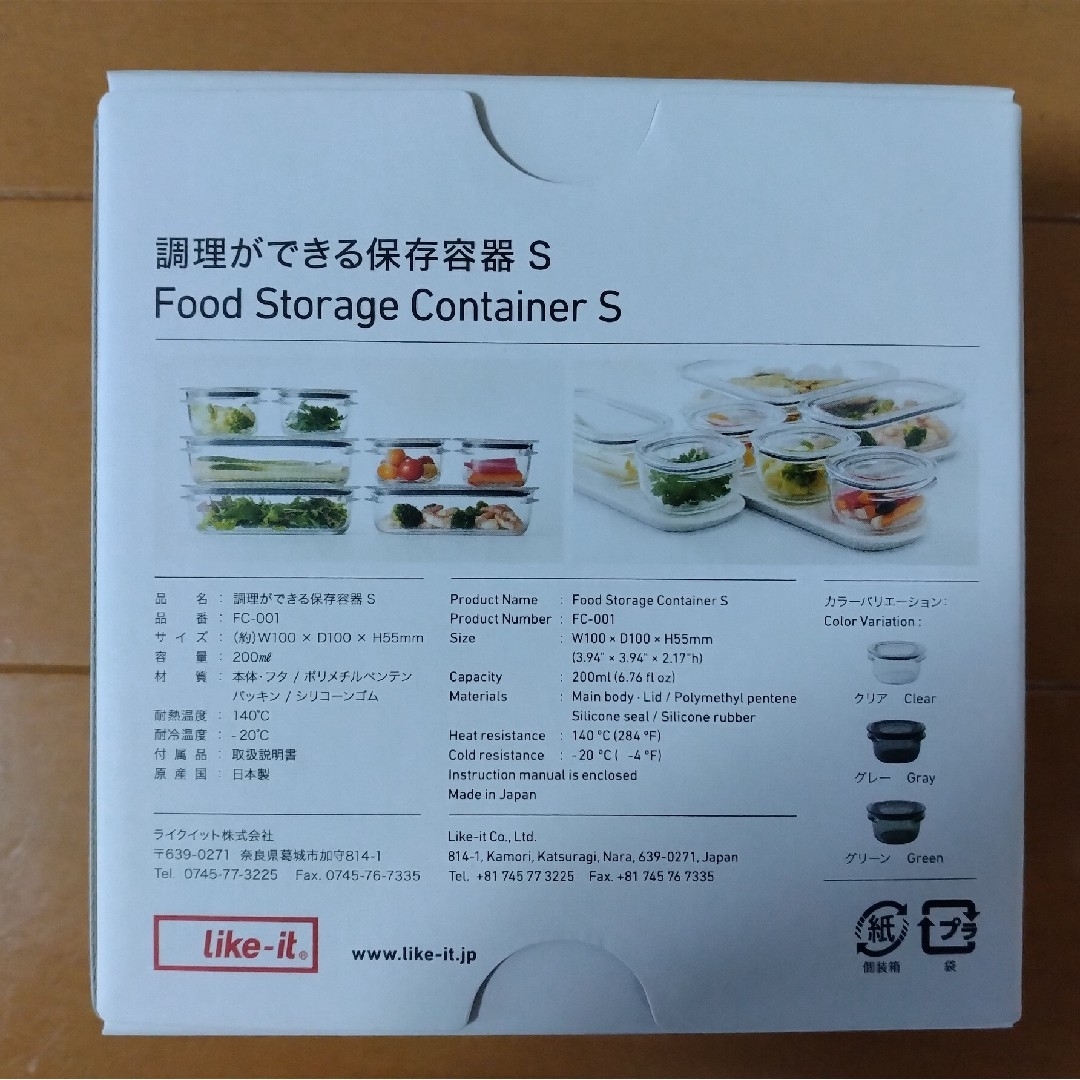 調理ができる保存容器 S
Food Storage Container S
品名 : 調理ができる保存容器 S
品番 : FC-001
サイズ : (約)W100 × D100 × H55mm
容量 : 200㎖
材質 : 本体・フタ / ポリメチルペンテン
パッキン / シリコーンゴム
耐熱温度 : 140℃
耐冷温度 : -20℃
付属品 : 取扱説明書
原産国 : 日本製
Product Name : Food Storage Container S
Product Number : FC-001
Size : W100 × D100 × H55mm
(3.94" × 3.94" × 2.17"h)
Capacity : 200ml (6.76 fl oz)
Materials : Main body・Lid / Polymethyl pentene
Silicone seal / Silicone rubber
Heat resistance : 140 °C (284 °F)
Cold resistance : -20 °C ( -4 °F)
Instruction manual is enclosed
Made in Japan
カラーバリエーション:
Color Variation :
クリア Clear
グレー Gray
グリーン Green
ライクイット株式会社
〒639-0271 奈良県葛城市加守814-1
Tel. 0745-77-3225 Fax. 0745-76-7335
Like-it Co., Ltd.
814-1, Kamori, Katsuragi, Nara, 639-0271, Japan
Tel. +81 745 77 3225 Fax. +81 745 76 7335
like-it®
www.like-it.jp
紙
個装箱
プラ
袋